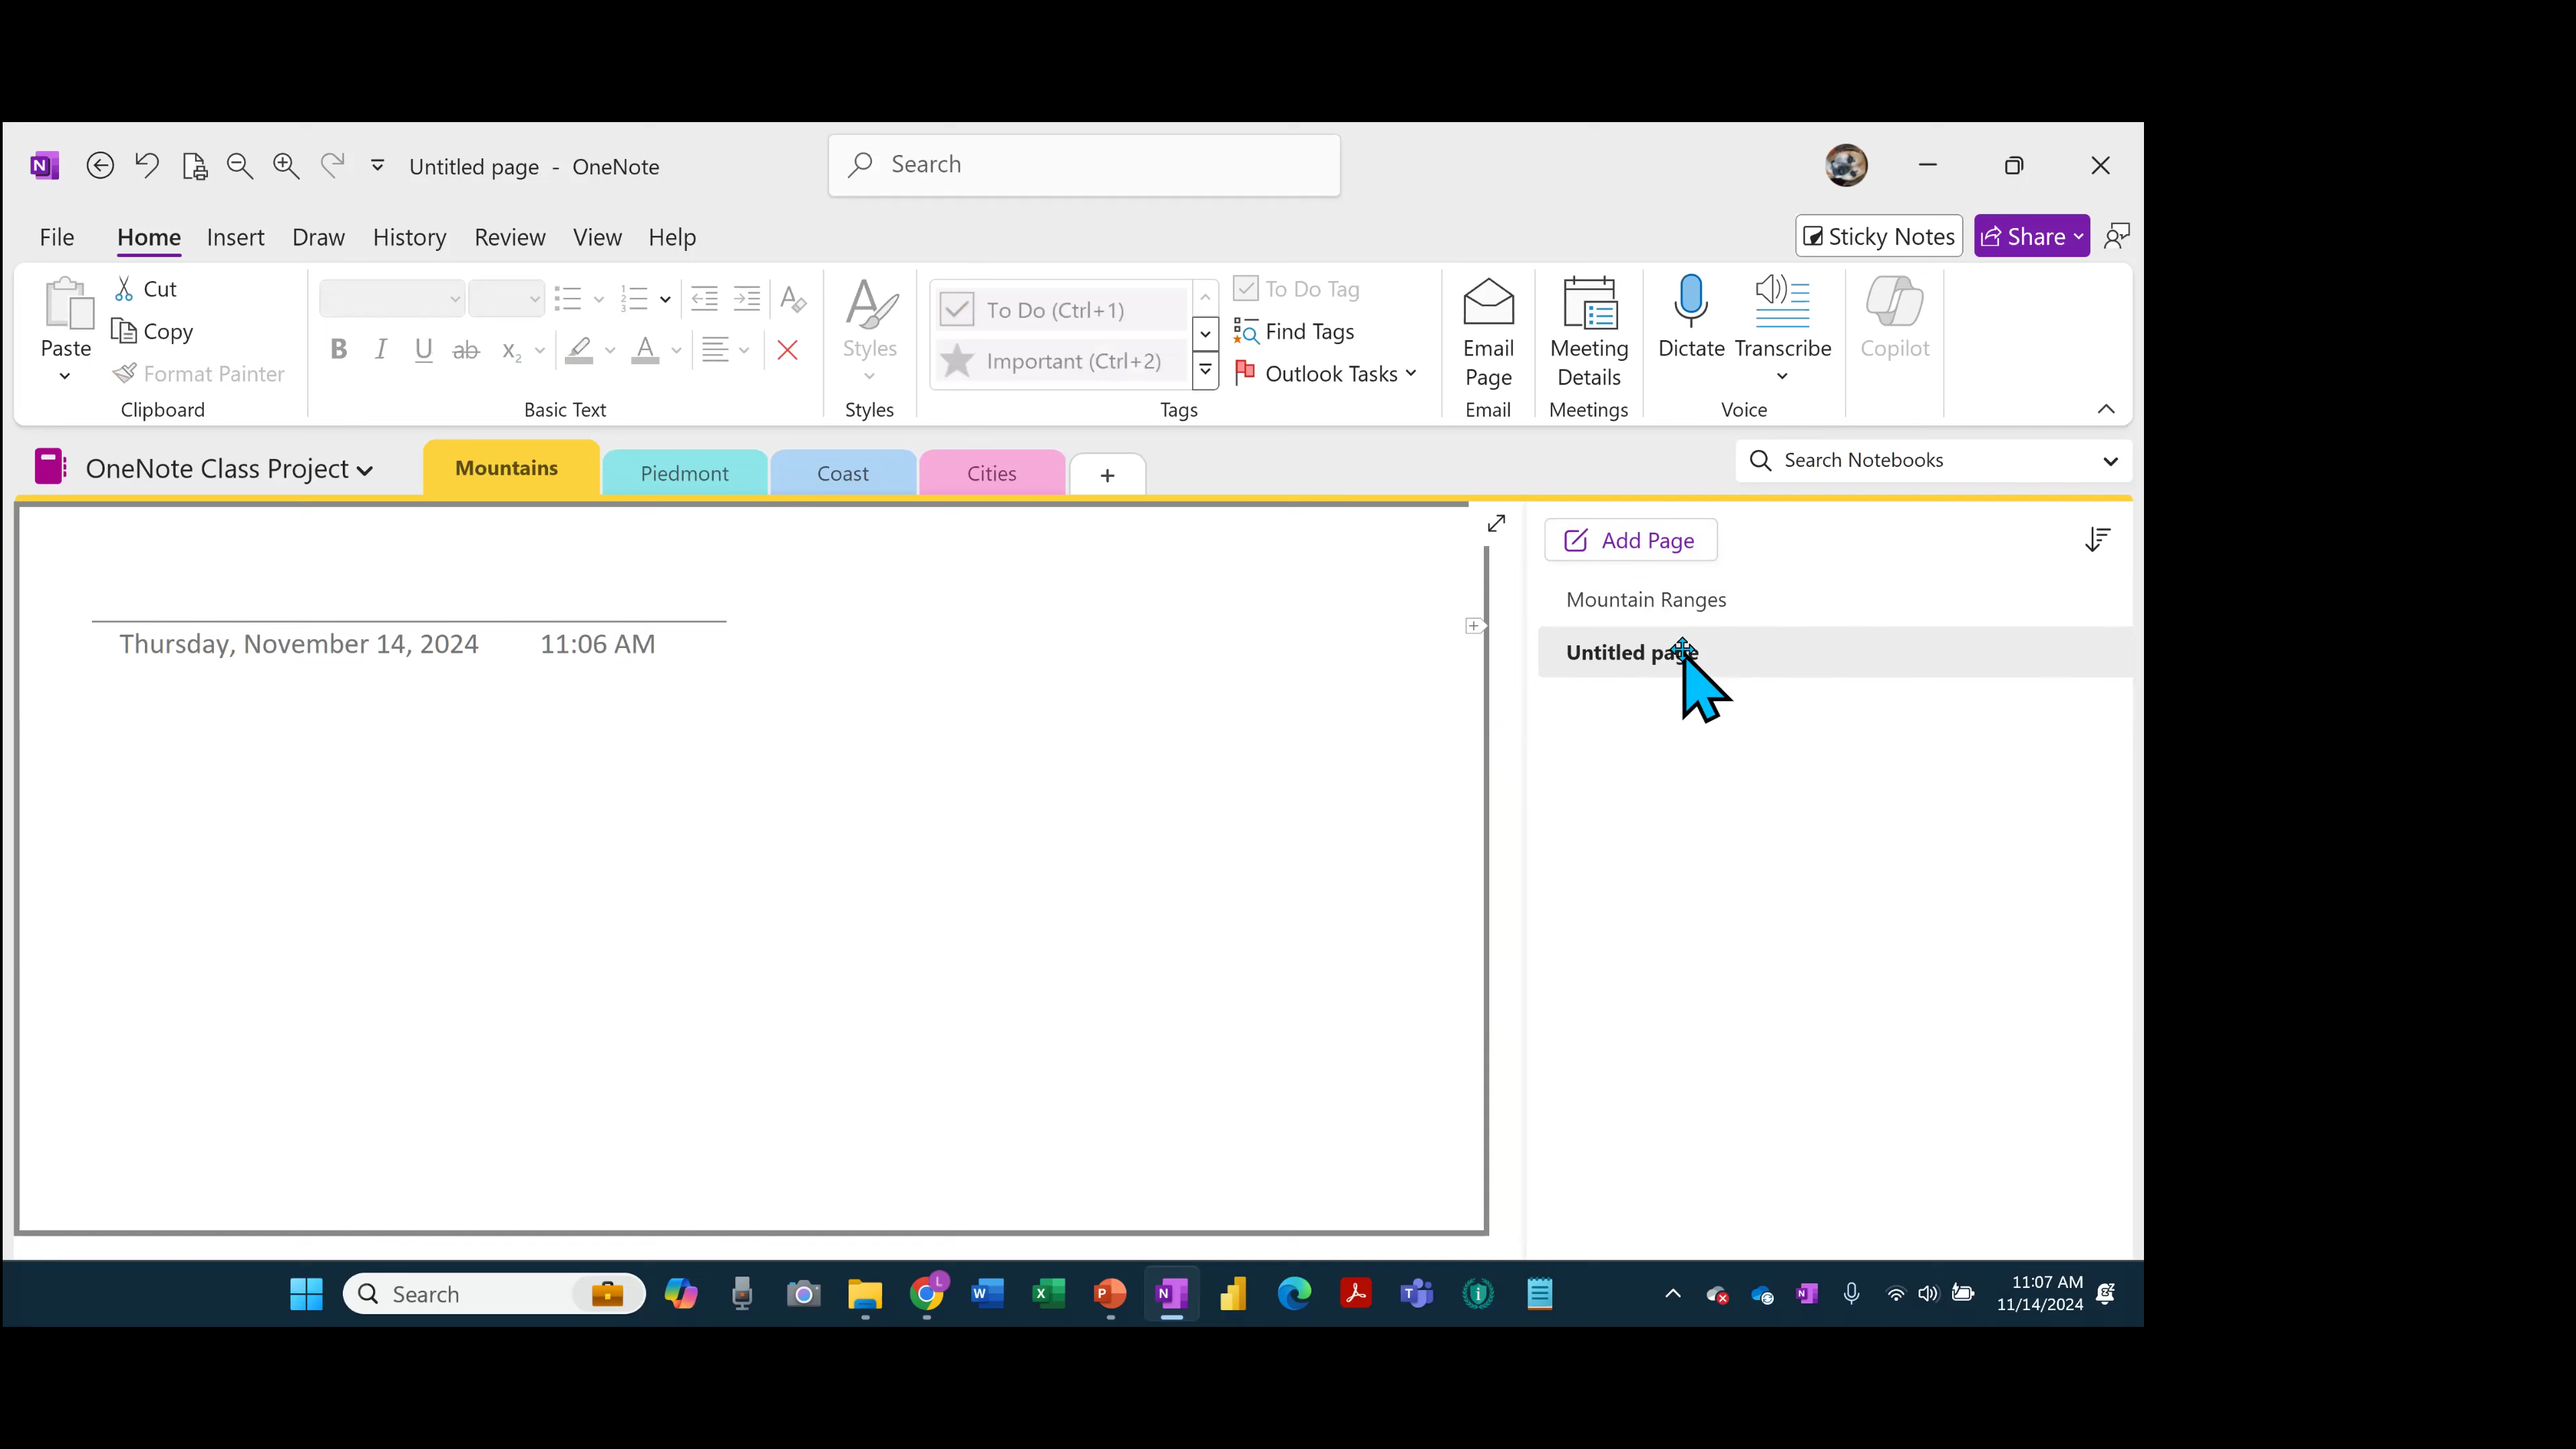 Untitled page - OneNote
Search
File Home Insert Draw History Review View Help
Sticky Notes Share
Paste
Cut
Copy
Format Painter
Clipboard
B I U ab x₂ A
Basic Text
Styles
Styles
To Do (Ctrl+1)
Important (Ctrl+2)
To Do Tag
Find Tags
Outlook Tasks
Tags
Email
Page
Email
Meeting
Details
Meetings
Dictate Transcribe
Voice
Copilot
OneNote Class Project Mountains Piedmont Coast Cities +
Search Notebooks
Add Page
Mountain Ranges
Untitled page
Thursday, November 14, 2024 11:06 AM
Search
11:07 AM
11/14/2024